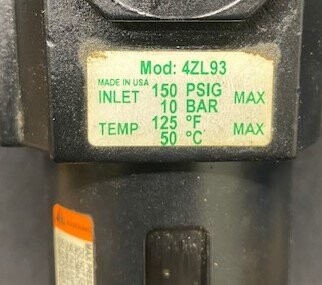 Mod: 4ZL93
MADE IN USA
INLET 150 PSIG MAX
10 BAR
TEMP 125 °F MAX
50 °C